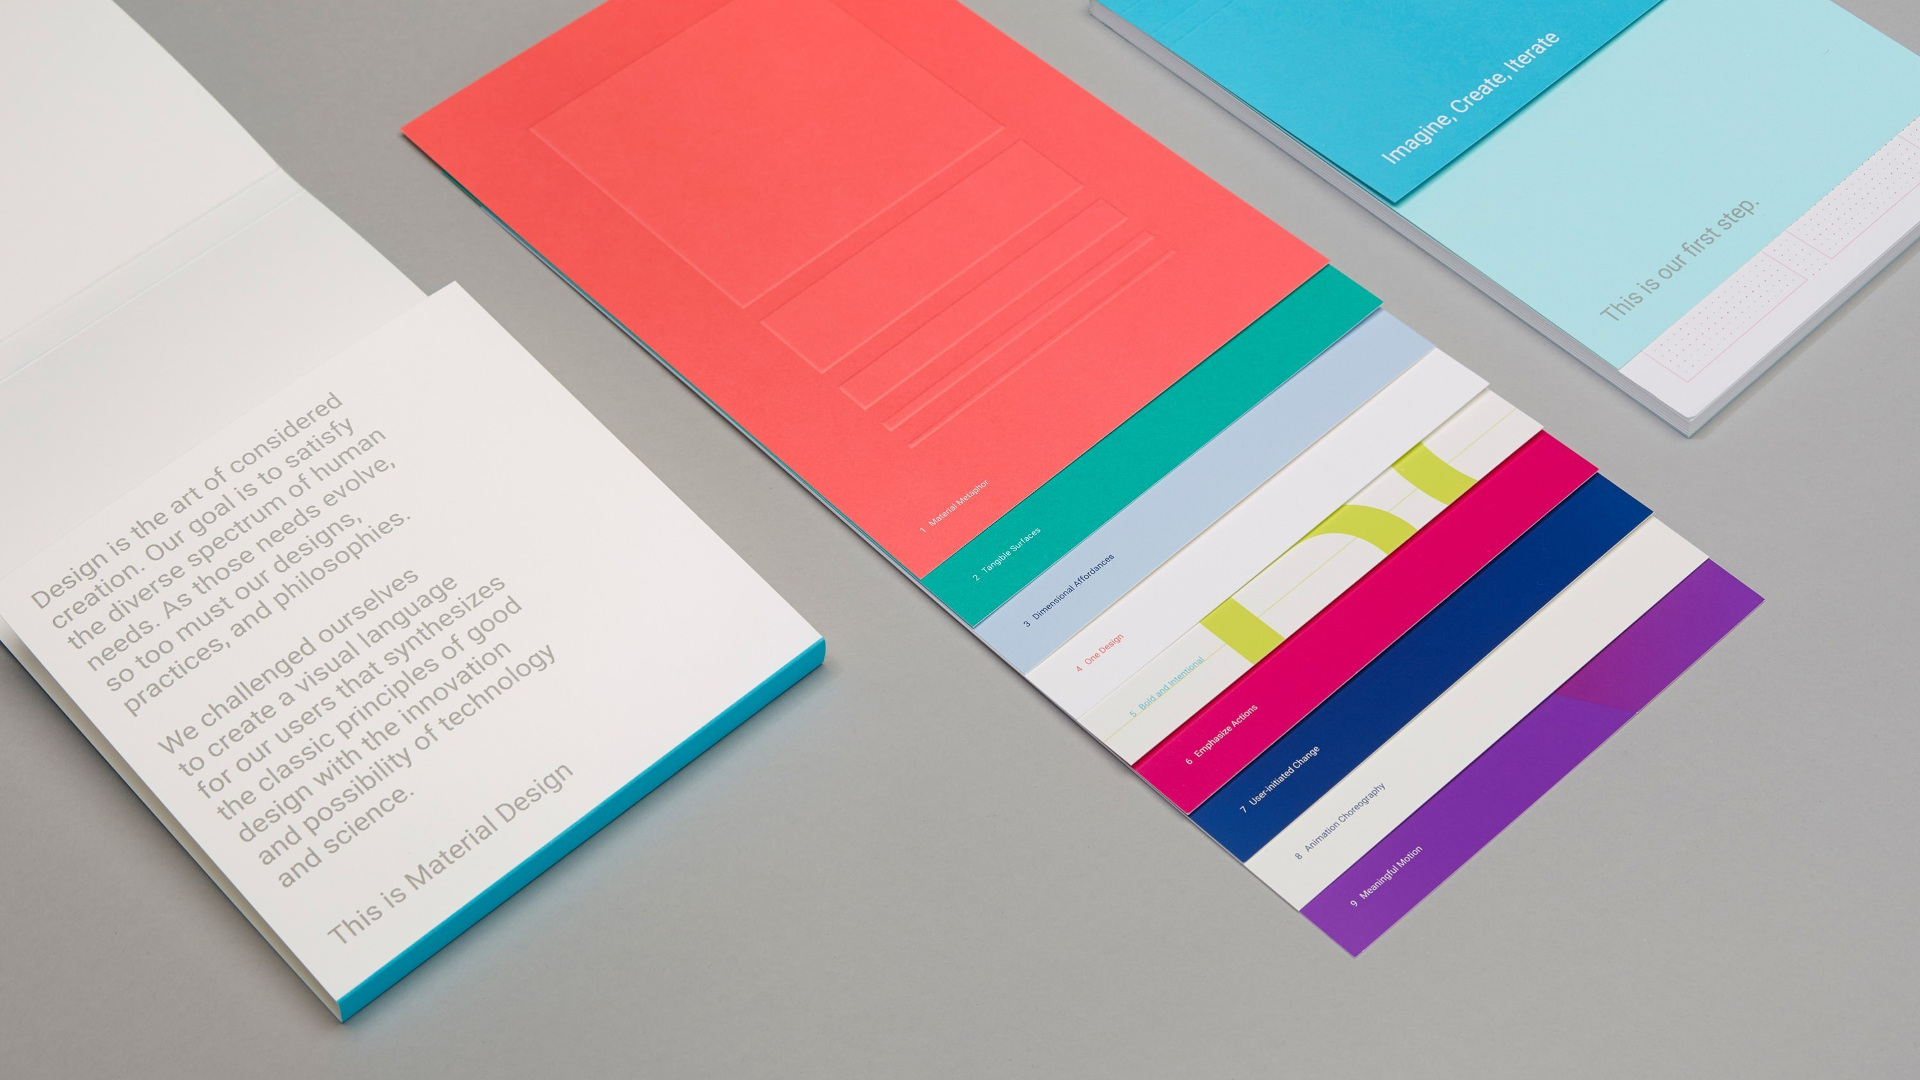 Design is the art of considered
creation. Our goal is to satisfy
the diverse spectrum of human
needs. As those needs evolve,
so too must our designs,
practices, and philosophies.
We challenged ourselves
to create a visual language
for our users that synthesizes
the classic principles of good
design with the innovation
and possibility of technology
and science.
This is Material Design
1 Material Metaphor
2 Tangible Surfaces
3 Dimensional Affordances
4 One Design
5 Bold and Intentional
6 Emphasize Actions
7 User-initiated Change
8 Animation Choreography
9 Meaningful Motion
Imagine, Create, Iterate
This is our first step.